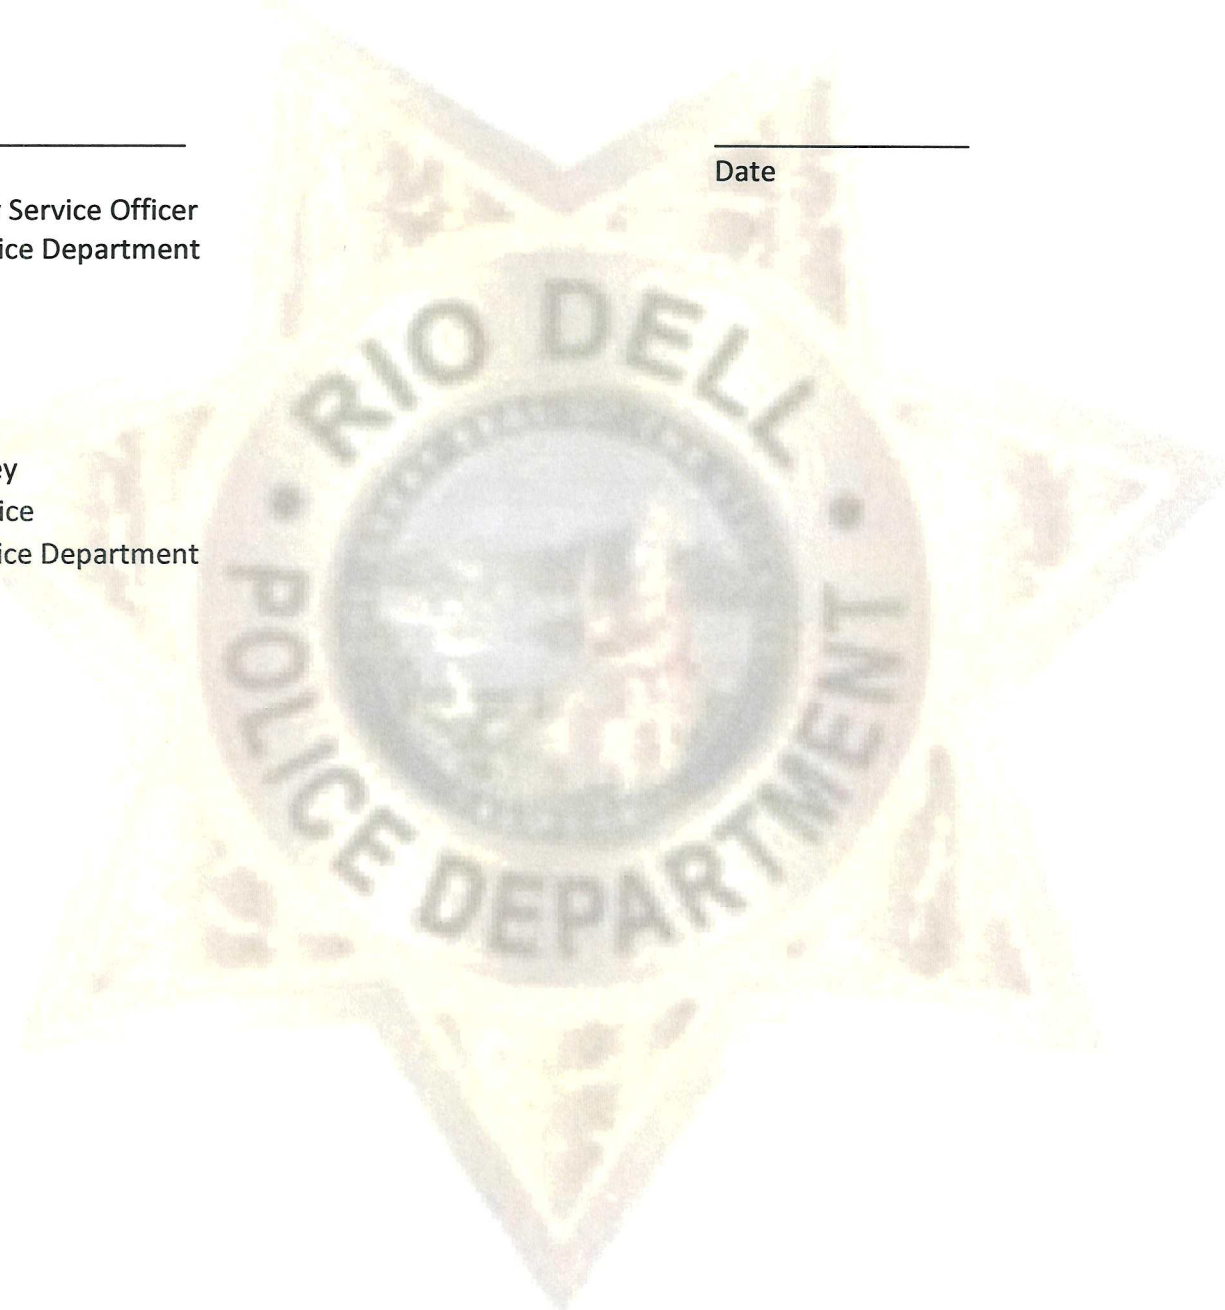 Date
Service Officer
ice Department
RIO DELL
ey
ice
ice Department
POLICE DEPARTMENT